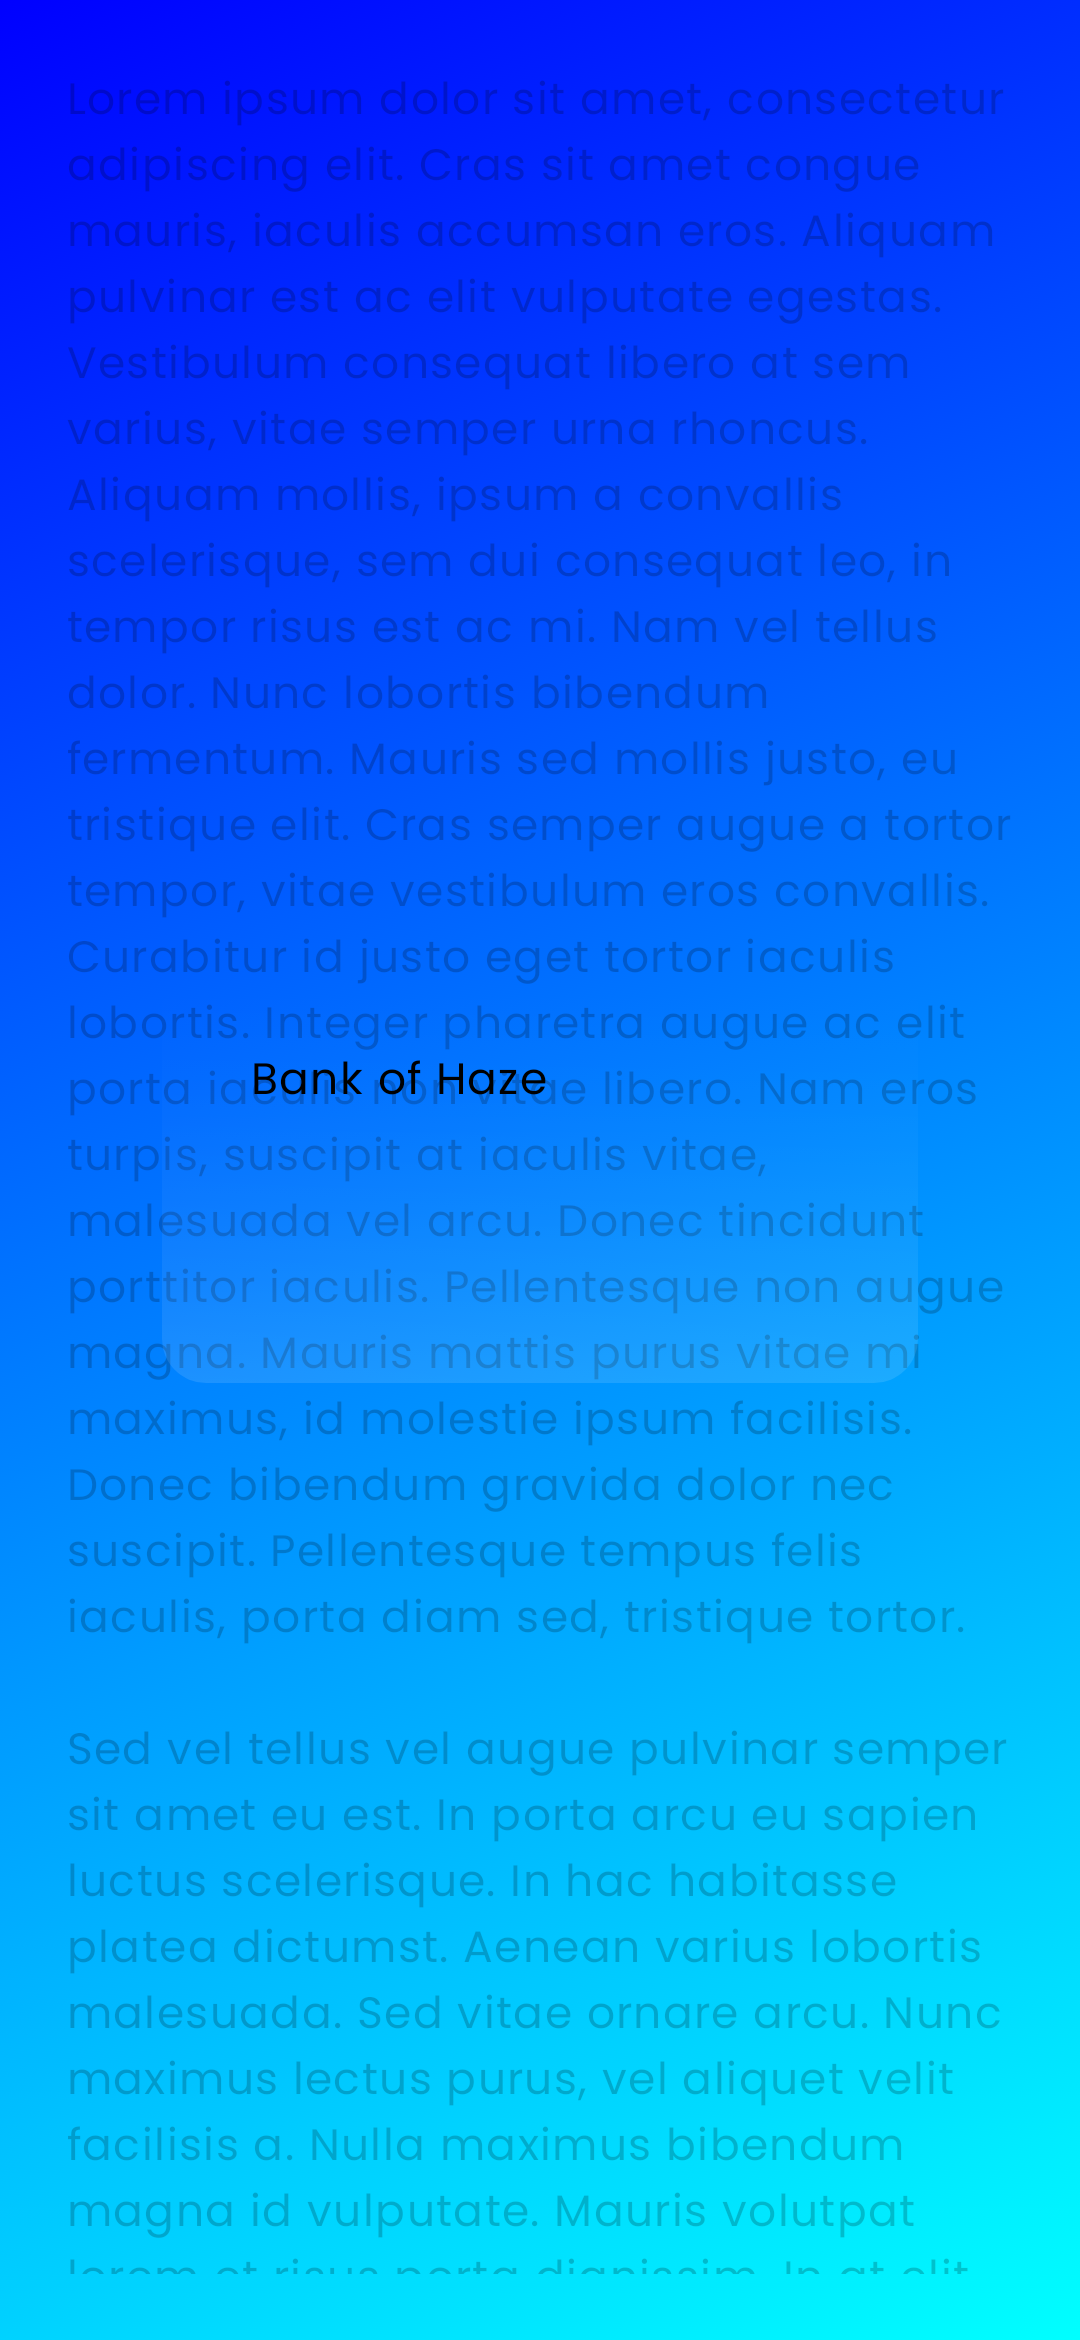 Lorem ipsum dolor sit amet, consectetur
adipiscing elit. Cras sit amet congue
mauris, iaculis accumsan eros. Aliquam
pulvinar est ac elit vulputate egestas.
Vestibulum consequat libero at sem
varius, vitae semper urna rhoncus.
Aliquam mollis, ipsum a convallis
scelerisque, sem dui consequat leo, in
tempor risus est ac mi. Nam vel tellus
dolor. Nunc lobortis bibendum
fermentum. Mauris sed mollis justo, eu
tristique elit. Cras semper augue a tortor
tempor, vitae vestibulum eros convallis.
Curabitur id justo eget tortor iaculis
lobortis. Integer pharetra augue ac elit
Bank of Haze
porta iaculis non vitae libero. Nam eros
turpis, suscipit at iaculis vitae,
malesuada vel arcu. Donec tincidunt
porttitor iaculis. Pellentesque non augue
magna. Mauris mattis purus vitae mi
maximus, id molestie ipsum facilisis.
Donec bibendum gravida dolor nec
suscipit. Pellentesque tempus felis
iaculis, porta diam sed, tristique tortor.
Sed vel tellus vel augue pulvinar semper
sit amet eu est. In porta arcu eu sapien
luctus scelerisque. In hac habitasse
platea dictumst. Aenean varius lobortis
malesuada. Sed vitae ornare arcu. Nunc
maximus lectus purus, vel aliquet velit
facilisis a. Nulla maximus bibendum
magna id vulputate. Mauris volutpat
lorem et risus porta dignissim. In at elit